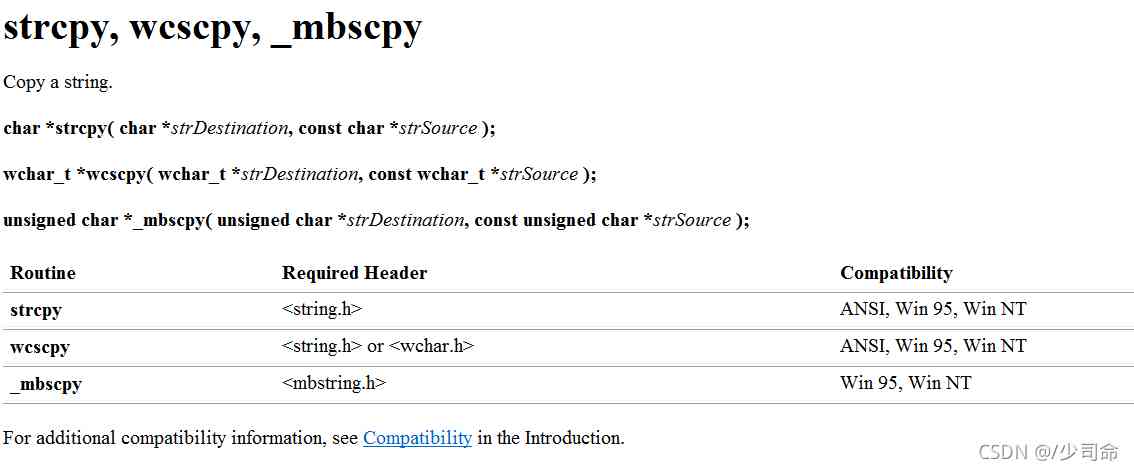 strcpy, wcscpy, _mbscpy
Copy a string.
char *strcpy( char *strDestination, const char *strSource );
wchar_t *wcscpy( wchar_t *strDestination, const wchar_t *strSource );
unsigned char *_mbscpy( unsigned char *strDestination, const unsigned char *strSource );
Routine Required Header Compatibility
strcpy <string.h> ANSI, Win 95, Win NT
wcscpy <string.h> or <wchar.h> ANSI, Win 95, Win NT
_mbscpy <mbstring.h> Win 95, Win NT
For additional compatibility information, see Compatibility in the Introduction.
CSDN @/少司命